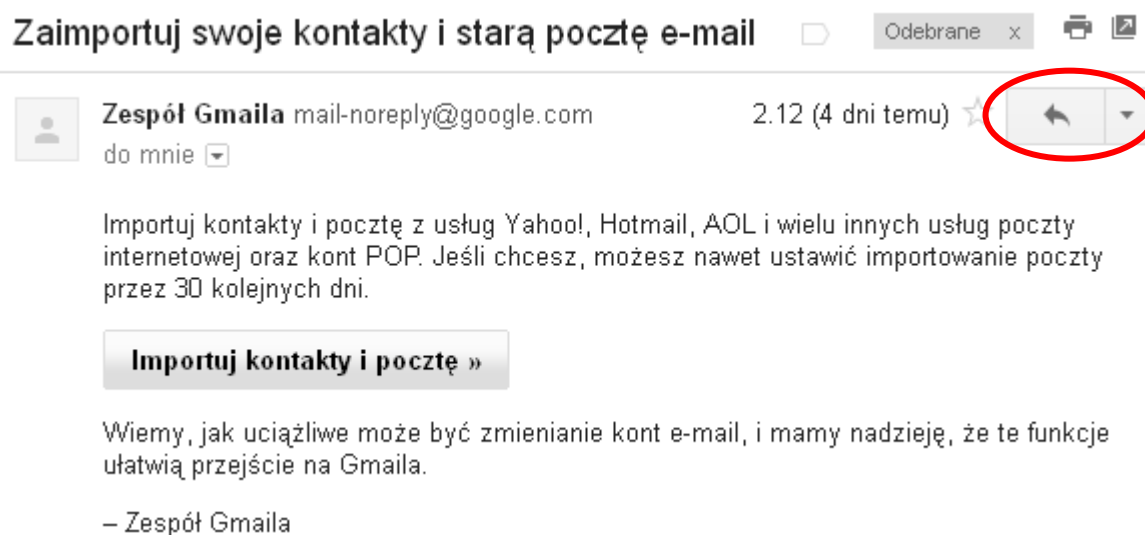 Zaimportuj swoje kontakty i starą pocztę e-mail Odebrane x
Zespół Gmaila mail-noreply@google.com 2.12 (4 dni temu)
do mnie
Importuj kontakty i pocztę z usług Yahoo!, Hotmail, AOL i wielu innych usług poczty
internetowej oraz kont POP. Jeśli chcesz, możesz nawet ustawić importowanie poczty
przez 30 kolejnych dni.
Importuj kontakty i pocztę »
Wiemy, jak uciążliwe może być zmienianie kont e-mail, i mamy nadzieję, że te funkcje
ułatwią przejście na Gmaila.
– Zespół Gmaila